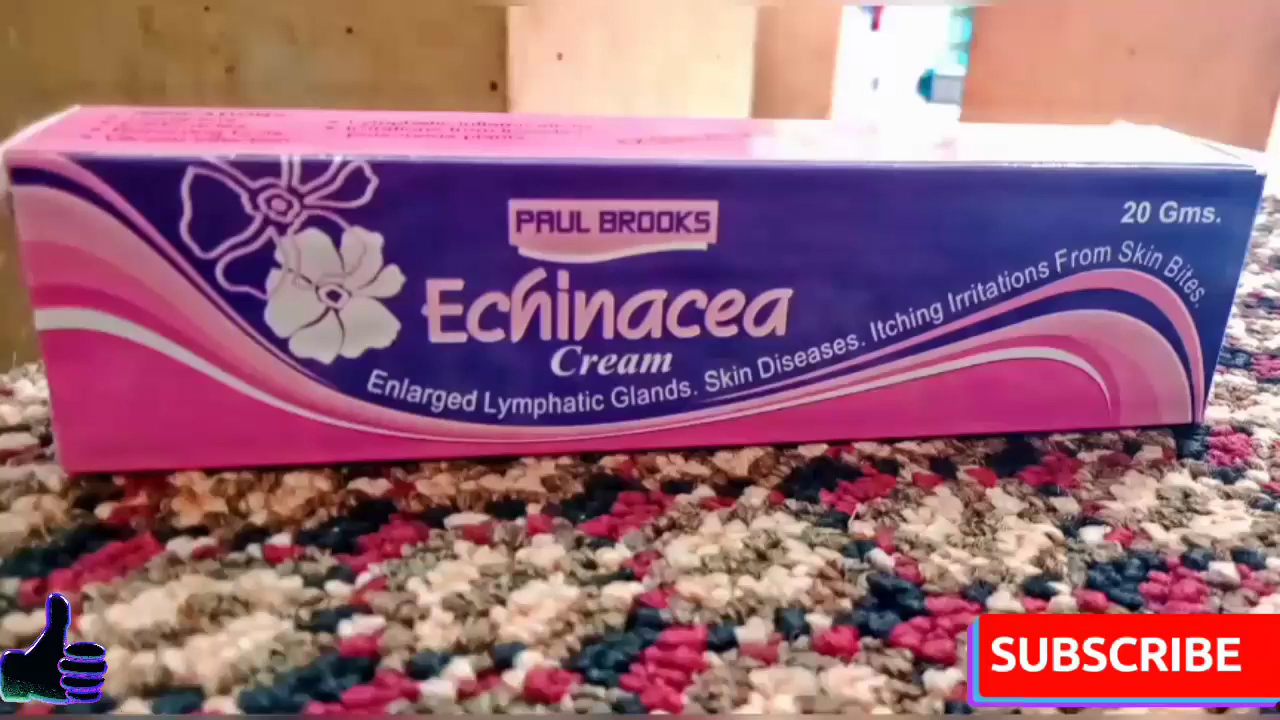 PAUL BROOKS
20 Gms.
Echinacea
Cream
Enlarged Lymphatic Glands. Skin Diseases. Itching Irritations From Skin Bites.
SUBSCRIBE